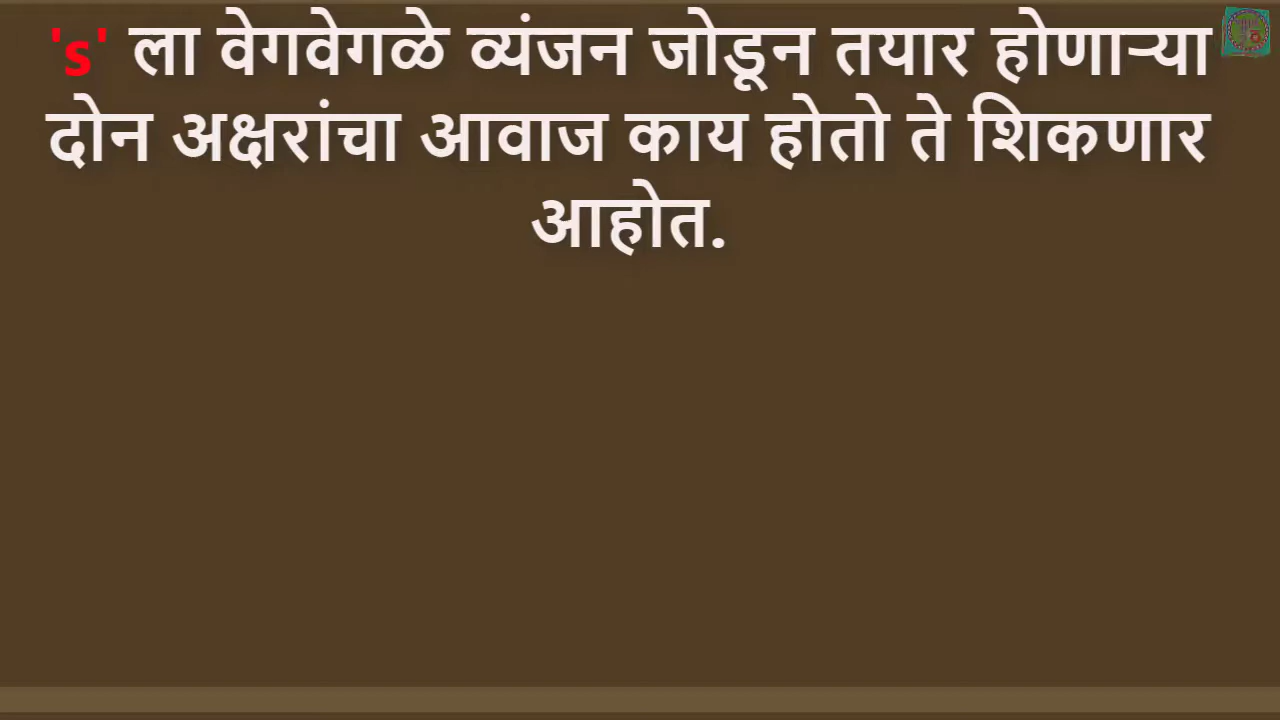 's' ला वेगवेगळे व्यंजन जोडून तयार होणाऱ्या
दोन अक्षरांचा आवाज काय होतो ते शिकणार
आहोत.